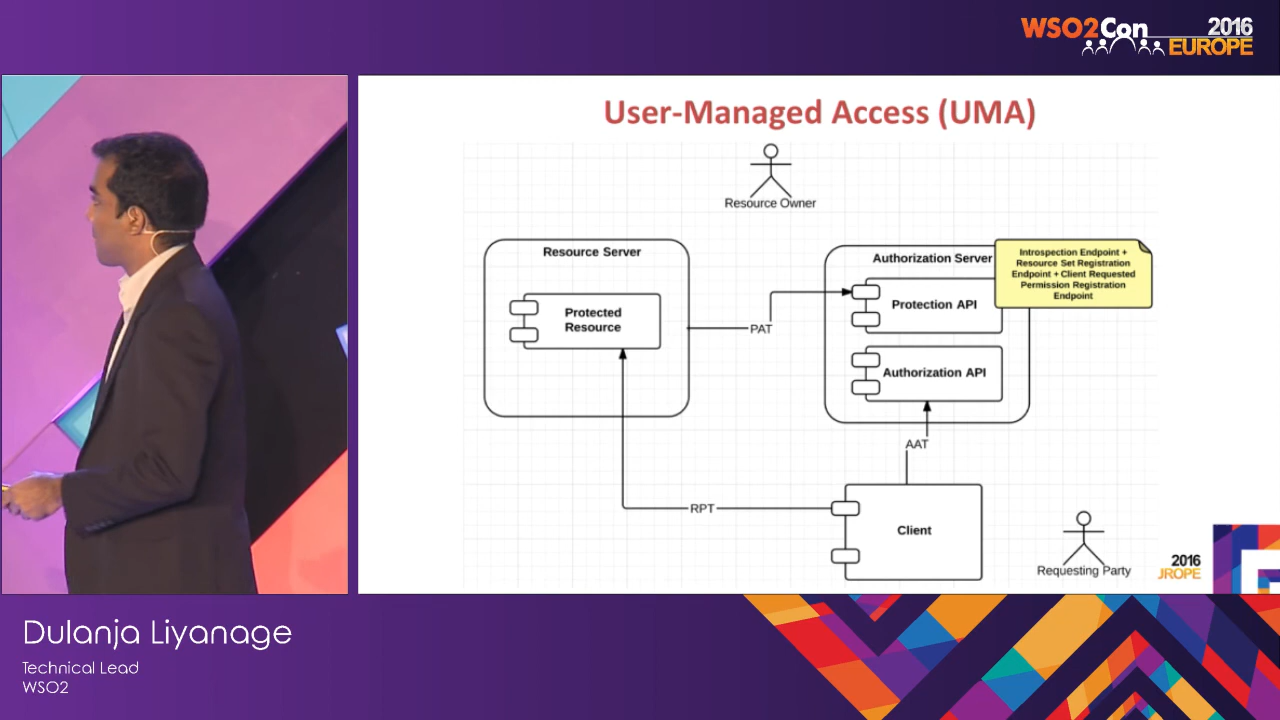 WSO2Con 2016
EUROPE
User-Managed Access (UMA)
Resource Owner
Resource Server
Protected
Resource
PAT
Authorization Server
Protection API
Authorization API
Introspection Endpoint +
Resource Set Registration
Endpoint + Client Requested
Permission Registration
Endpoint
AAT
RPT
Client
Requesting Party
2016
JROPE
Dulanja Liyanage
Technical Lead
WSO2